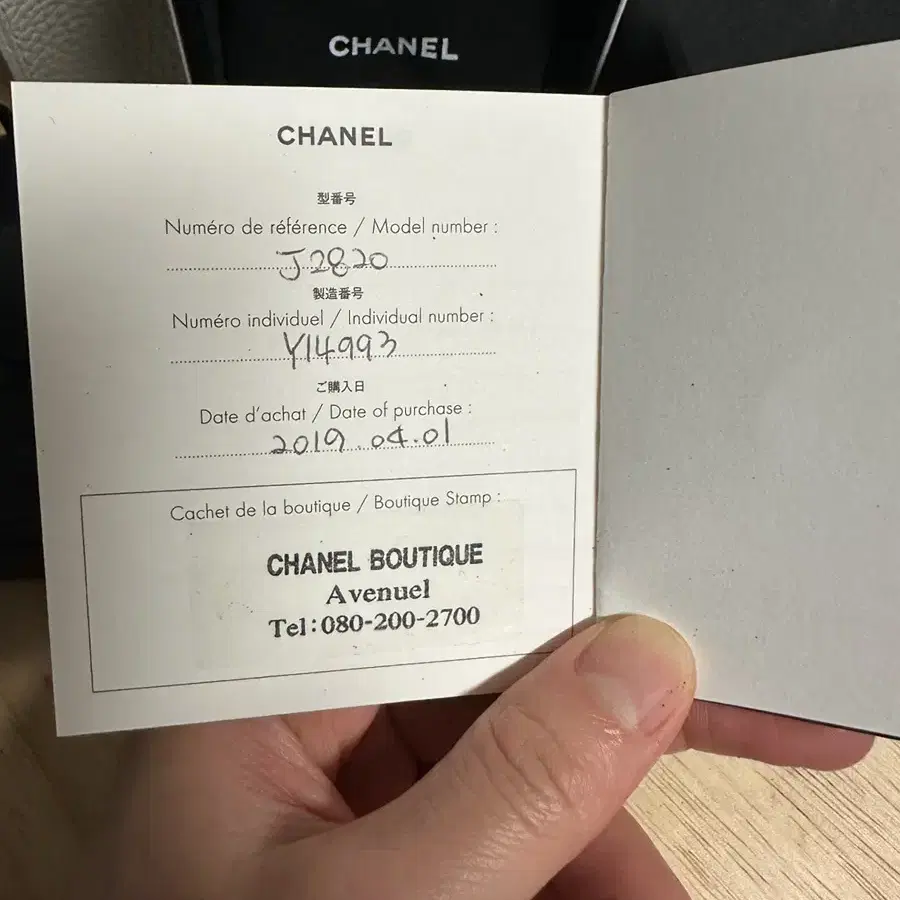 CHANEL
CHANEL
型番号
Numéro de référence / Model number :
J2820
製造番号
Numéro individuel / Individual number :
Y14993
ご購入日
Date d'achat / Date of purchase :
2019.04.01
Cachet de la boutique / Boutique Stamp :
CHANEL BOUTIQUE
Avenuel
Tel:080-200-2700